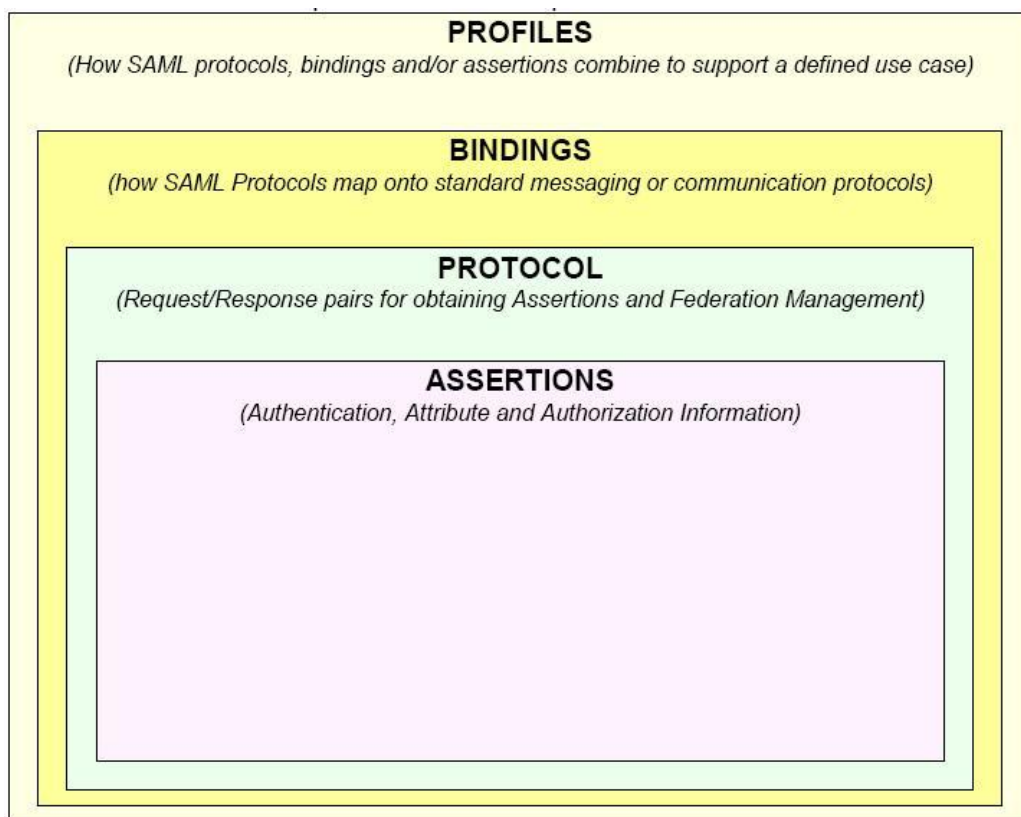 PROFILES
(How SAML protocols, bindings and/or assertions combine to support a defined use case)
BINDINGS
(how SAML Protocols map onto standard messaging or communication protocols)
PROTOCOL
(Request/Response pairs for obtaining Assertions and Federation Management)
ASSERTIONS
(Authentication, Attribute and Authorization Information)